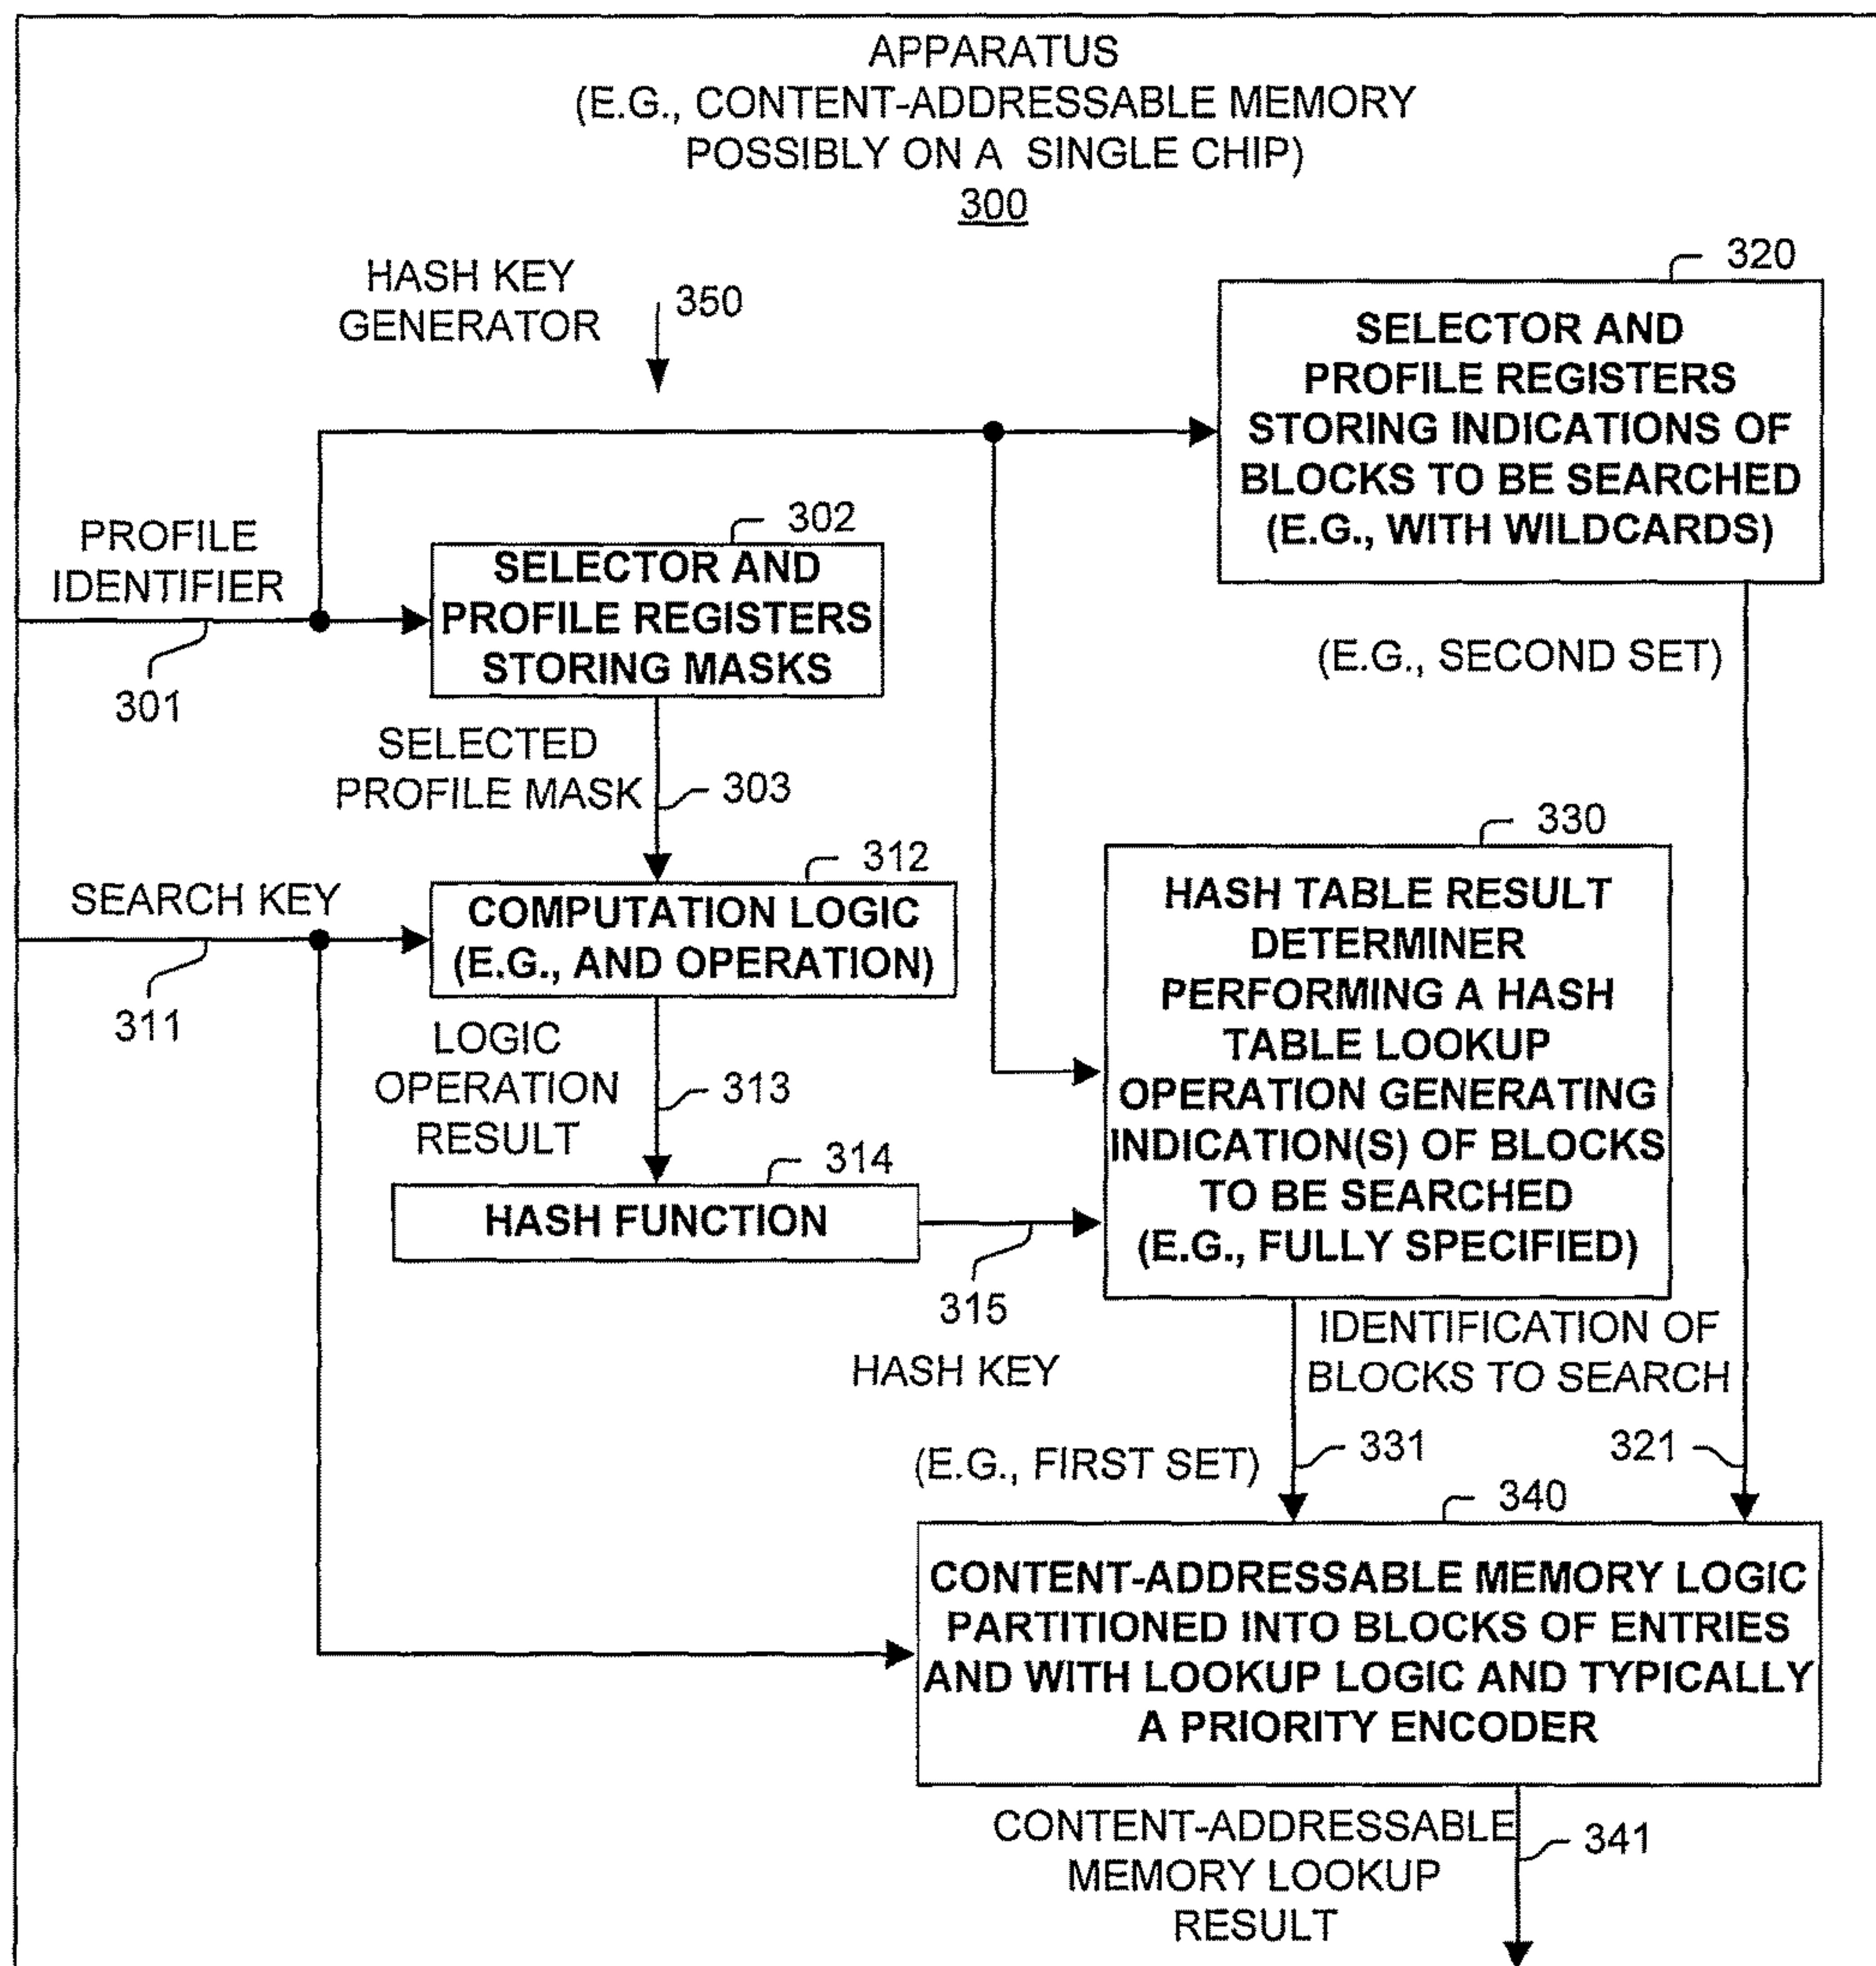 APPARATUS
(E.G., CONTENT-ADDRESSABLE MEMORY
POSSIBLY ON A SINGLE CHIP)
300
HASH KEY
GENERATOR
350
320
SELECTOR AND
PROFILE REGISTERS
STORING INDICATIONS OF
BLOCKS TO BE SEARCHED
(E.G., WITH WILDCARDS)
PROFILE
IDENTIFIER
301
302
SELECTOR AND
PROFILE REGISTERS
STORING MASKS
(E.G., SECOND SET)
SELECTED
PROFILE MASK
303
SEARCH KEY
311
312
COMPUTATION LOGIC
(E.G., AND OPERATION)
330
HASH TABLE RESULT
DETERMINER
PERFORMING A HASH
TABLE LOOKUP
OPERATION GENERATING
INDICATION(S) OF BLOCKS
TO BE SEARCHED
(E.G., FULLY SPECIFIED)
LOGIC
OPERATION
RESULT
313
314
HASH FUNCTION
315
HASH KEY
IDENTIFICATION OF
BLOCKS TO SEARCH
(E.G., FIRST SET)
331
321
340
CONTENT-ADDRESSABLE MEMORY LOGIC
PARTITIONED INTO BLOCKS OF ENTRIES
AND WITH LOOKUP LOGIC AND TYPICALLY
A PRIORITY ENCODER
CONTENT-ADDRESSABLE
MEMORY LOOKUP
RESULT
341